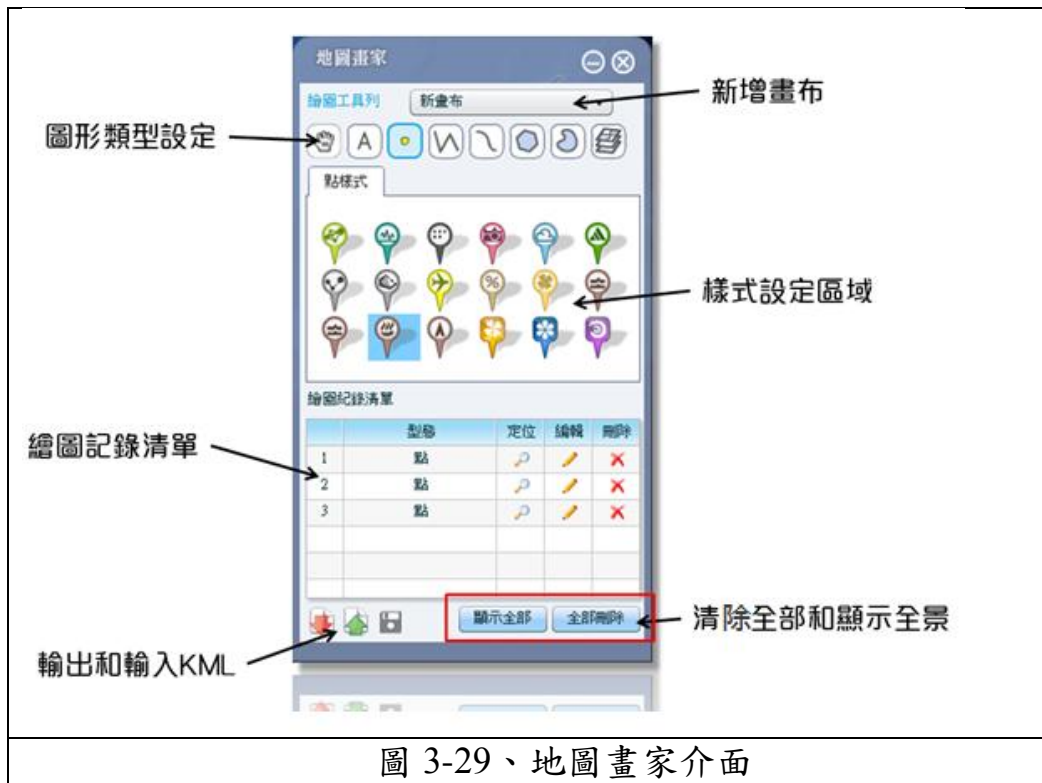 地圖畫家
繪圖工具列 新畫布
新增畫布
圖形類型設定
A
點樣式
樣式設定區域
繪圖紀錄清單
型態 定位 編輯 刪除
繪圖記錄清單
1 點
2 點
3 點
顯示全部 全部刪除
清除全部和顯示全景
輸出和輸入KML
圖 3-29、地圖畫家介面